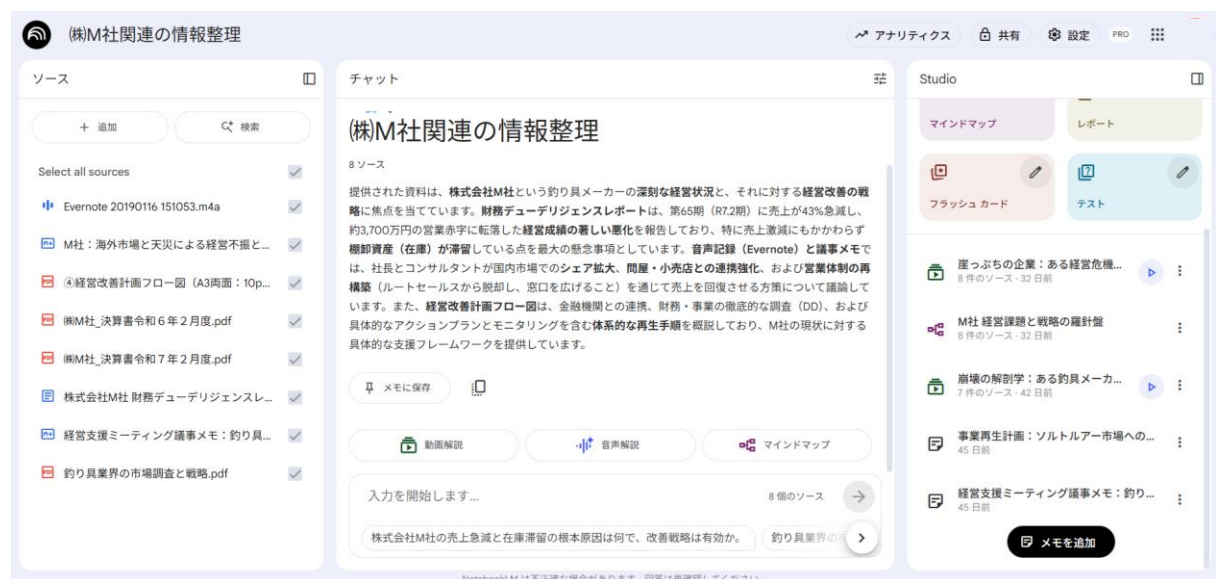 ㈱M社関連の情報整理
アナリティクス
共有
設定
PRO
ソース
+ 追加
検索
Select all sources
Evernote 20190116 151053.m4a
M社：海外市場と天災による経営不振と...
④経営改善計画フロー図（A3両面：10p...
㈱M社_決算書令和６年２月度.pdf
㈱M社_決算書令和７年２月度.pdf
株式会社M社 財務デューデリジェンスレ...
経営支援ミーティング議事メモ：釣り具...
釣り具業界の市場調査と戦略.pdf
チャット
㈱M社関連の情報整理
8 ソース
提供された資料は、株式会社M社という釣り具メーカーの深刻な経営状況と、それに対する経営改善の戦
略に焦点を当てています。財務デューデリジェンスレポートは、第65期（R7.2期）に売上が43%急減し、
約3,700万円の営業赤字に転落した経営成績の著しい悪化を報告しており、特に売上激減にもかかわらず
棚卸資産（在庫）が滞留している点を最大の懸念事項としています。音声記録（Evernote）と議事メモで
は、社長とコンサルタントが国内市場でのシェア拡大、問屋・小売店との連携強化、および営業体制の再
構築（ルートセールスから脱却し、窓口を広げること）を通じて売上を回復させる方策について議論して
います。また、経営改善計画フロー図は、金融機関との連携、財務・事業の徹底的な調査（DD）、および
具体的なアクションプランとモニタリングを含む体系的な再生手順を概説しており、M社の現状に対する
具体的な支援フレームワークを提供しています。
メモに保存
動画解説
音声解説
マインドマップ
入力を開始します...
8 個のソース
株式会社M社の売上急減と在庫滞留の根本原因は何で、改善戦略は有効か。
釣り具業界の
NotebookLM は不正確な場合があります。回答は再確認してください。
Studio
マインドマップ
レポート
フラッシュ カード
テスト
崖っぷちの企業：ある経営危機...
8 件のソース · 32 日前
M社 経営課題と戦略の羅針盤
8 件のソース · 32 日前
崩壊の解剖学：ある釣具メーカ...
7 件のソース · 42 日前
事業再生計画：ソルトルアー市場への...
45 日前
経営支援ミーティング議事メモ：釣り...
45 日前
メモを追加